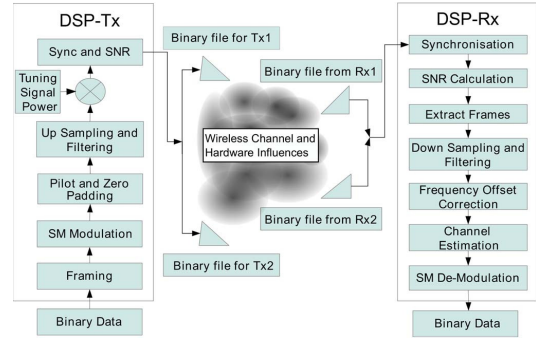 DSP-Tx
Sync and SNR
Tuning
Signal
Power
Up Sampling and
Filtering
Pilot and Zero
Padding
SM Modulation
Framing
Binary Data
Binary file for Tx1
Binary file from Rx1
Wireless Channel and
Hardware Influences
Binary file from Rx2
Binary file for Tx2
DSP-Rx
Synchronisation
SNR Calculation
Extract Frames
Down Sampling and
Filtering
Frequency Offset
Correction
Channel
Estimation
SM De-Modulation
Binary Data